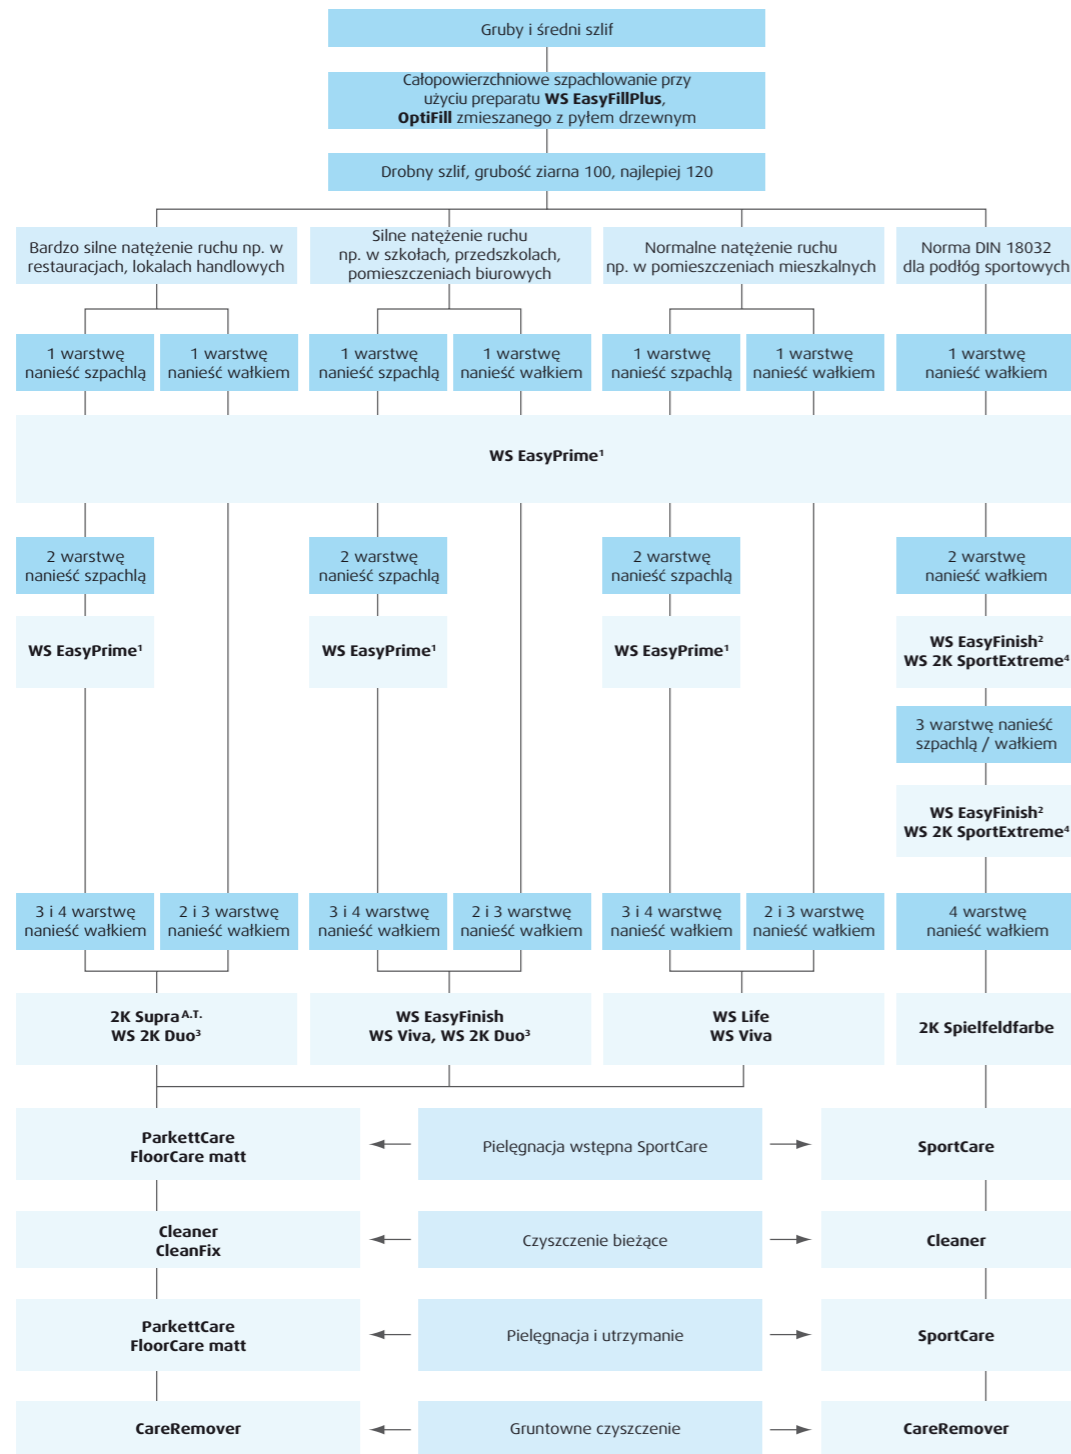 Gruby i średni szlif
Całopowierzchniowe szpachlowanie przy
użyciu preparatu WS EasyFillPlus,
OptiFill zmieszanego z pyłem drzewnym
Drobny szlif, grubość ziarna 100, najlepiej 120
Bardzo silne natężenie ruchu np. w
restauracjach, lokalach handlowych
Silne natężenie ruchu
np. w szkołach, przedszkolach,
pomieszczeniach biurowych
Normalne natężenie ruchu
np. w pomieszczeniach mieszkalnych
Norma DIN 18032
dla podłóg sportowych
1 warstwę
nanieść szpachlą
1 warstwę
nanieść wałkiem
1 warstwę
nanieść szpachlą
1 warstwę
nanieść wałkiem
1 warstwę
nanieść szpachlą
1 warstwę
nanieść wałkiem
1 warstwę
nanieść wałkiem
WS EasyPrime¹
2 warstwę
nanieść szpachlą
2 warstwę
nanieść szpachlą
2 warstwę
nanieść szpachlą
2 warstwę
nanieść wałkiem
WS EasyPrime¹
WS EasyPrime¹
WS EasyPrime¹
WS EasyFinish²
WS 2K SportExtreme⁴
3 warstwę nanieść
szpachlą / wałkiem
WS EasyFinish²
WS 2K SportExtreme⁴
3 i 4 warstwę
nanieść wałkiem
2 i 3 warstwę
nanieść wałkiem
3 i 4 warstwę
nanieść wałkiem
2 i 3 warstwę
nanieść wałkiem
3 i 4 warstwę
nanieść wałkiem
2 i 3 warstwę
nanieść wałkiem
4 warstwę
nanieść wałkiem
2K Supra A.T.
WS 2K Duo³
WS EasyFinish
WS Viva, WS 2K Duo³
WS Life
WS Viva
2K Spielfeldfarbe
ParkettCare
FloorCare matt
Pielęgnacja wstępna SportCare
SportCare
Cleaner
CleanFix
Czyszczenie bieżące
Cleaner
ParkettCare
FloorCare matt
Pielęgnacja i utrzymanie
SportCare
CareRemover
Gruntowne czyszczenie
CareRemover